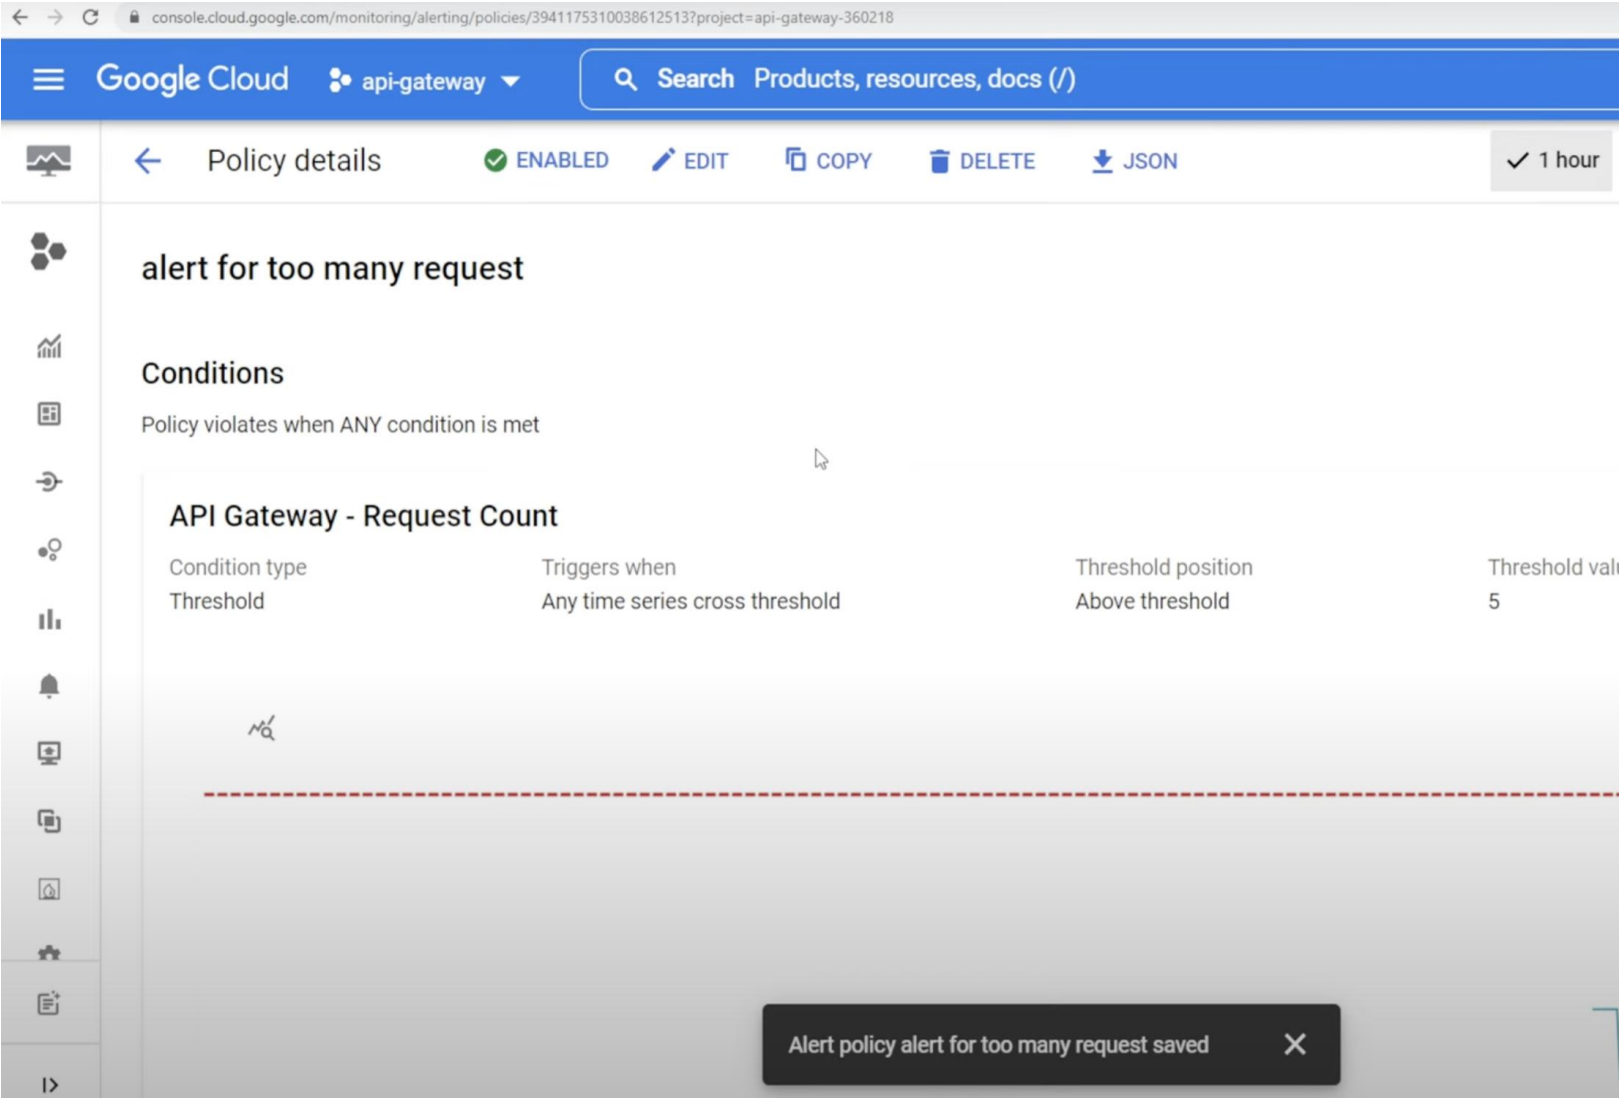 console.cloud.google.com/monitoring/alerting/policies/3941175310038612513?project=api-gateway-360218
Google Cloud api-gateway Search Products, resources, docs (/)
Policy details ENABLED EDIT COPY DELETE JSON 1 hour
alert for too many request
Conditions
Policy violates when ANY condition is met
API Gateway - Request Count
Condition type Triggers when Threshold position Threshold val
Threshold Any time series cross threshold Above threshold 5
Alert policy alert for too many request saved